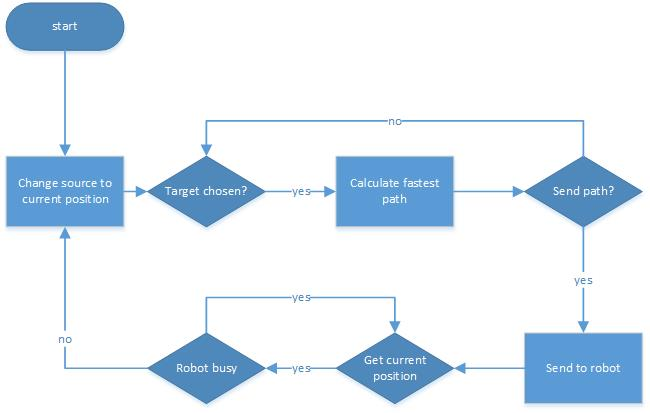 start
no
Change source to
current position
Target chosen?
yes
Calculate fastest
path
Send path?
yes
yes
no
Robot busy
yes
Get current
position
Send to robot